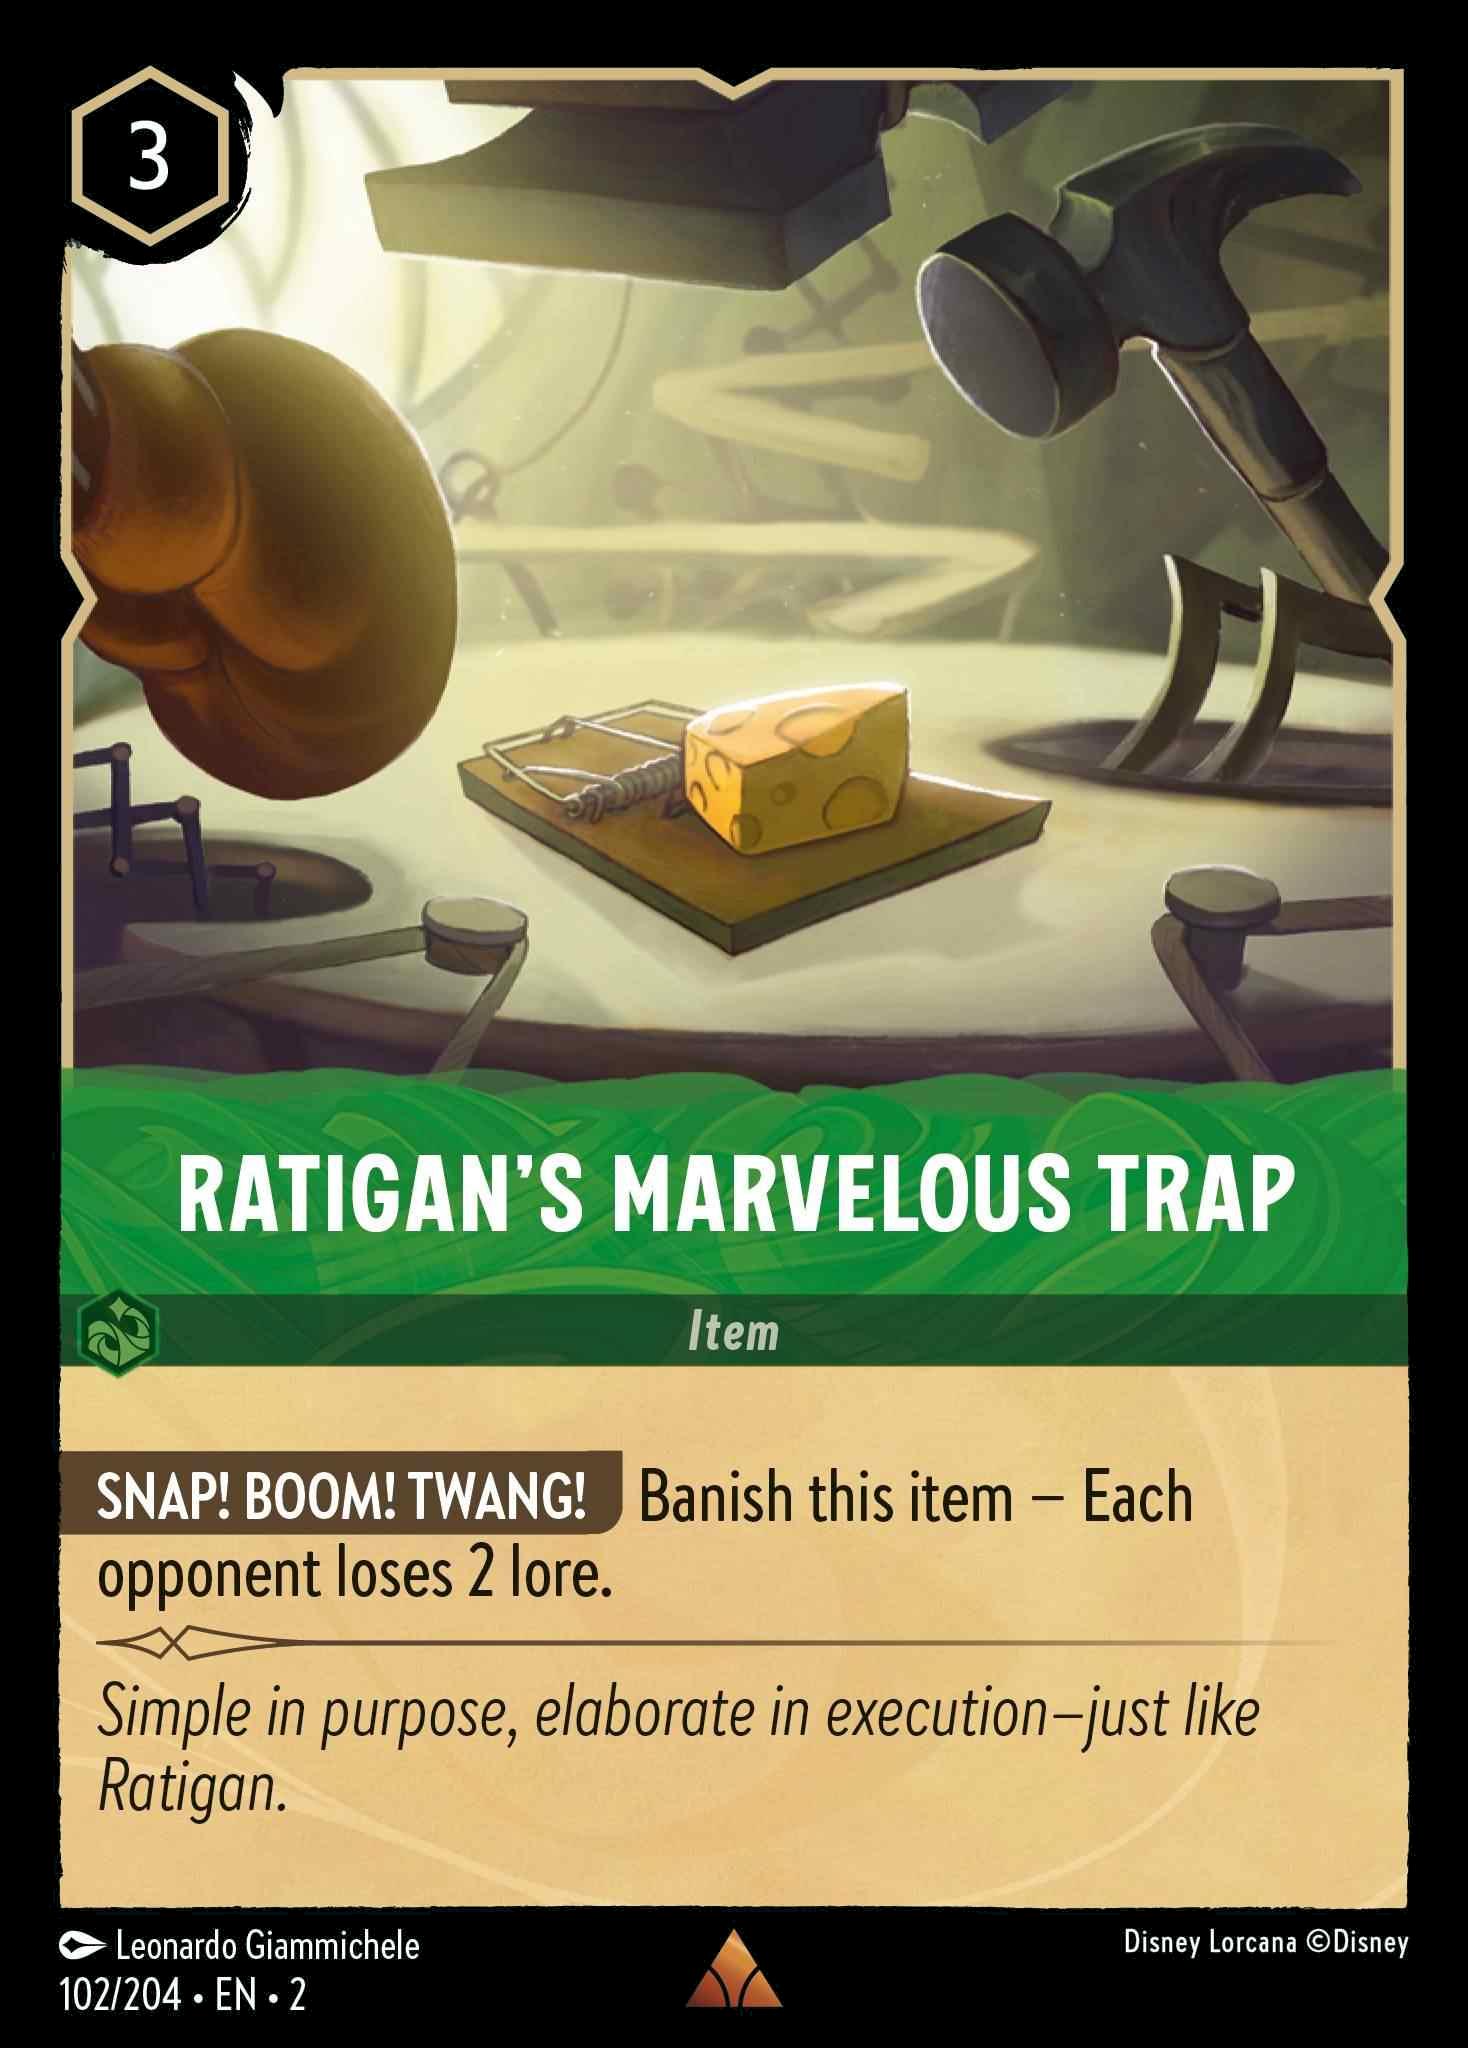 3
RATIGAN’S MARVELOUS TRAP
Item
SNAP! BOOM! TWANG! Banish this item – Each
opponent loses 2 lore.
Simple in purpose, elaborate in execution—just like
Ratigan.
Leonardo Giammichele
Disney Lorcana ©Disney
102/204 • EN • 2